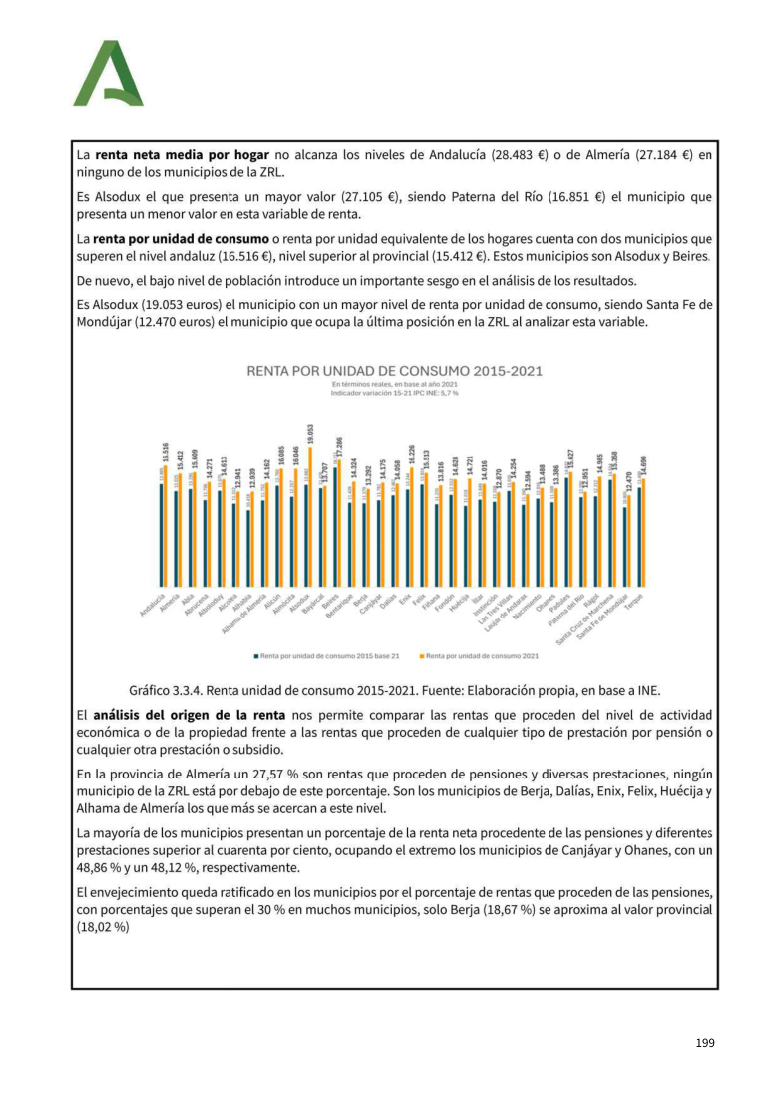 La renta neta media por hogar no alcanza los niveles de Andalucía (28.483 €) o de Almería (27.184 €) en
ninguno de los municipios de la ZRL.
Es Alsodux el que presenta un mayor valor (27.105 €), siendo Paterna del Río (16.851 €) el municipio que
presenta un menor valor en esta variable de renta.
La renta por unidad de consumo o renta por unidad equivalente de los hogares cuenta con dos municipios que
superen el nivel andaluz (16.516 €), nivel superior al provincial (15.412 €). Estos municipios son Alsodux y Beires.
De nuevo, el bajo nivel de población introduce un importante sesgo en el análisis de los resultados.
Es Alsodux (19.053 euros) el municipio con un mayor nivel de renta por unidad de consumo, siendo Santa Fe de
Mondújar (12.470 euros) el municipio que ocupa la última posición en la ZRL al analizar esta variable.
RENTA POR UNIDAD DE CONSUMO 2015-2021
En términos reales, en base al año 2021
Indicador variación 15-21 IPC INE: 5,7 %
16.516
15.412
15.609
14.271
14.613
12.941
12.939
14.162
16.085
16.046
19.053
13.707
17.286
14.324
13.292
14.175
14.058
16.226
15.513
13.816
14.628
14.721
14.016
12.870
14.254
12.594
13.488
13.386
15.427
12.951
14.985
15.358
12.470
14.696
Andalucía
Almería
Abla
Abrucena
Alboloduy
Alcolea
Alhabia
Alhama de Almería
Alicún
Almócita
Alsodux
Bayárcal
Beires
Bentarique
Berja
Canjáyar
Dalías
Enix
Felix
Fiñana
Fondón
Huécija
Íllar
Instinción
Las Tres Villas
Laujar de Andarax
Nacimiento
Ohanes
Padules
Paterna del Río
Rágol
Santa Cruz de Marchena
Santa Fe de Mondújar
Terque
Renta por unidad de consumo 2015 base 21
Renta por unidad de consumo 2021
Gráfico 3.3.4. Renta unidad de consumo 2015-2021. Fuente: Elaboración propia, en base a INE.
El análisis del origen de la renta nos permite comparar las rentas que proceden del nivel de actividad
económica o de la propiedad frente a las rentas que proceden de cualquier tipo de prestación por pensión o
cualquier otra prestación o subsidio.
En la provincia de Almería un 27,57 % son rentas que proceden de pensiones y diversas prestaciones, ningún
municipio de la ZRL está por debajo de este porcentaje. Son los municipios de Berja, Dalías, Enix, Felix, Huécija y
Alhama de Almería los que más se acercan a este nivel.
La mayoría de los municipios presentan un porcentaje de la renta neta procedente de las pensiones y diferentes
prestaciones superior al cuarenta por ciento, ocupando el extremo los municipios de Canjáyar y Ohanes, con un
48,86 % y un 48,12 %, respectivamente.
El envejecimiento queda ratificado en los municipios por el porcentaje de rentas que proceden de las pensiones,
con porcentajes que superan el 30 % en muchos municipios, solo Berja (18,67 %) se aproxima al valor provincial
(18,02 %)
199